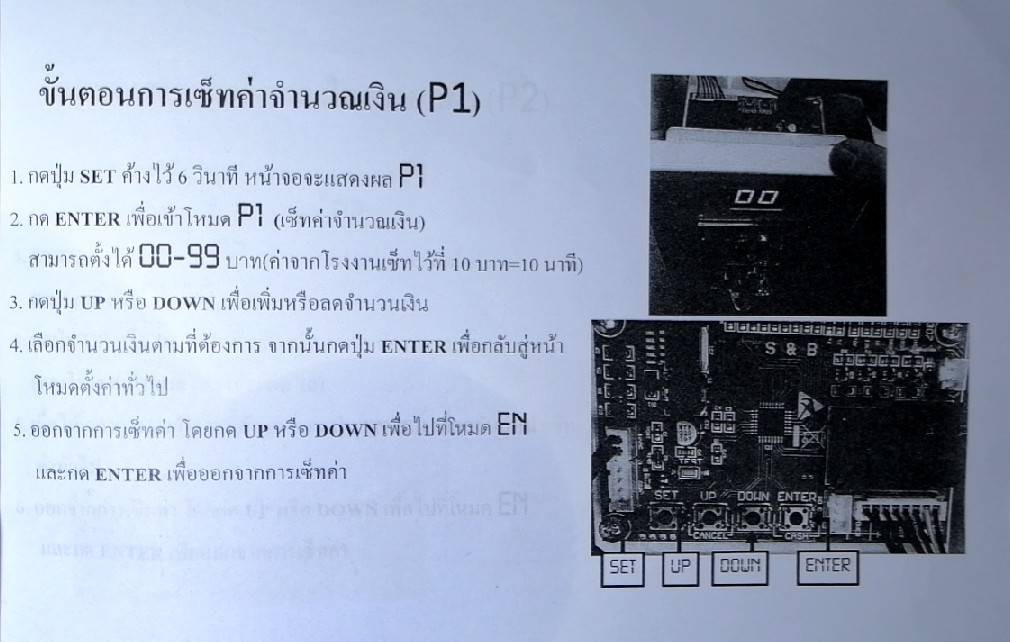 ขั้นตอนการเซ็ทค่าจำนวณเงิน (P1)
1. กดปุ่ม SET ค้างไว้ 6 วินาที หน้าจอจะแสดงผล P1
2. กด ENTER เพื่อเข้าโหมด P1 (เซ็ทค่าจำนวณเงิน)
สามารถตั้งได้ 00-99 บาท(ค่าจากโรงงานเซ็ทไว้ที่ 10 บาท=10 นาที)
3. กดปุ่ม UP หรือ DOWN เพื่อเพิ่มหรือลดจำนวนเงิน
4. เลือกจำนวนเงินตามที่ต้องการ จากนั้นกดปุ่ม ENTER เพื่อกลับสู่หน้า
โหมดตั้งค่าทั่วไป
5. ออกจากการเซ็ทค่า โดยกด UP หรือ DOWN เพื่อไปที่โหมด EN
และกด ENTER เพื่อออกจากการเซ็ทค่า
00
S & B
SET UP DOWN ENTER
CANCEL CASH
SET UP DOWN ENTER